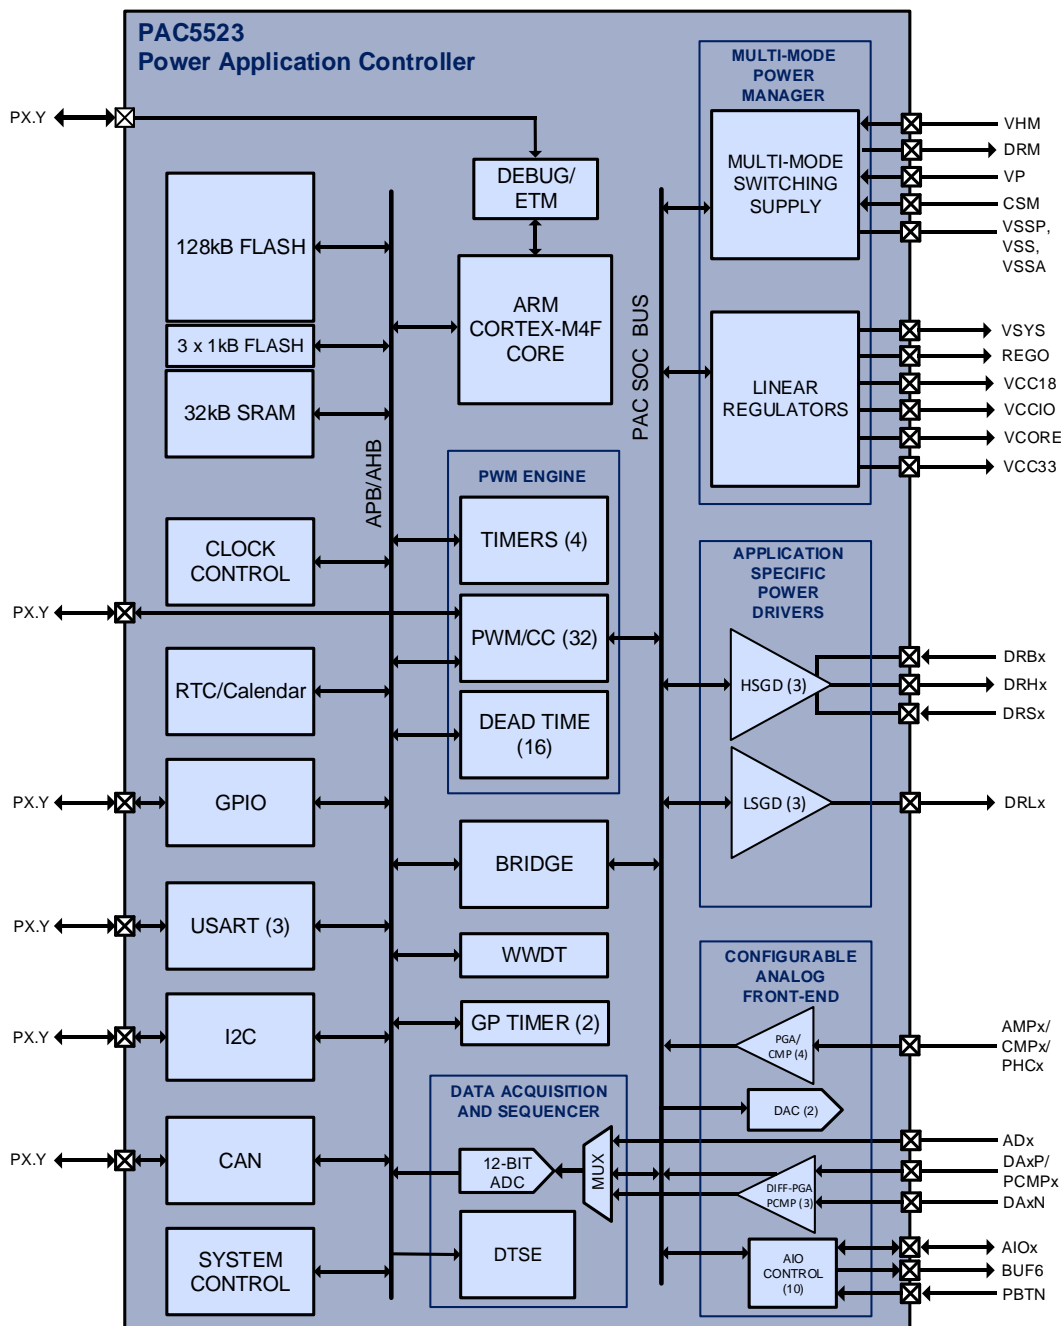 PAC5523
Power Application Controller
PX.Y
DEBUG/
ETM
128kB FLASH
3 x 1kB FLASH
32kB SRAM
ARM
CORTEX-M4F
CORE
APB/AHB
PAC SOC BUS
CLOCK
CONTROL
PX.Y
RTC/Calendar
PX.Y
GPIO
PX.Y
USART (3)
PX.Y
I2C
PX.Y
CAN
SYSTEM
CONTROL
PWM ENGINE
TIMERS (4)
PWM/CC (32)
DEAD TIME
(16)
BRIDGE
WWDT
GP TIMER (2)
DATA ACQUISITION
AND SEQUENCER
12-BIT
ADC
MUX
DTSE
MULTI-MODE
POWER
MANAGER
MULTI-MODE
SWITCHING
SUPPLY
VHM
DRM
VP
CSM
VSSP,
VSS,
VSSA
LINEAR
REGULATORS
VSYS
REGO
VCC18
VCCIO
VCORE
VCC33
APPLICATION
SPECIFIC
POWER
DRIVERS
HSGD (3)
DRBx
DRHx
DRSx
LSGD (3)
DRLx
CONFIGURABLE
ANALOG
FRONT-END
PGA/
CMP (4)
AMPx/
CMPx/
PHCx
DAC (2)
ADx
DIFF-PGA
PCMP (3)
DAxP/
PCMPx
DAxN
AIO
CONTROL
(10)
AIOx
BUF6
PBTN